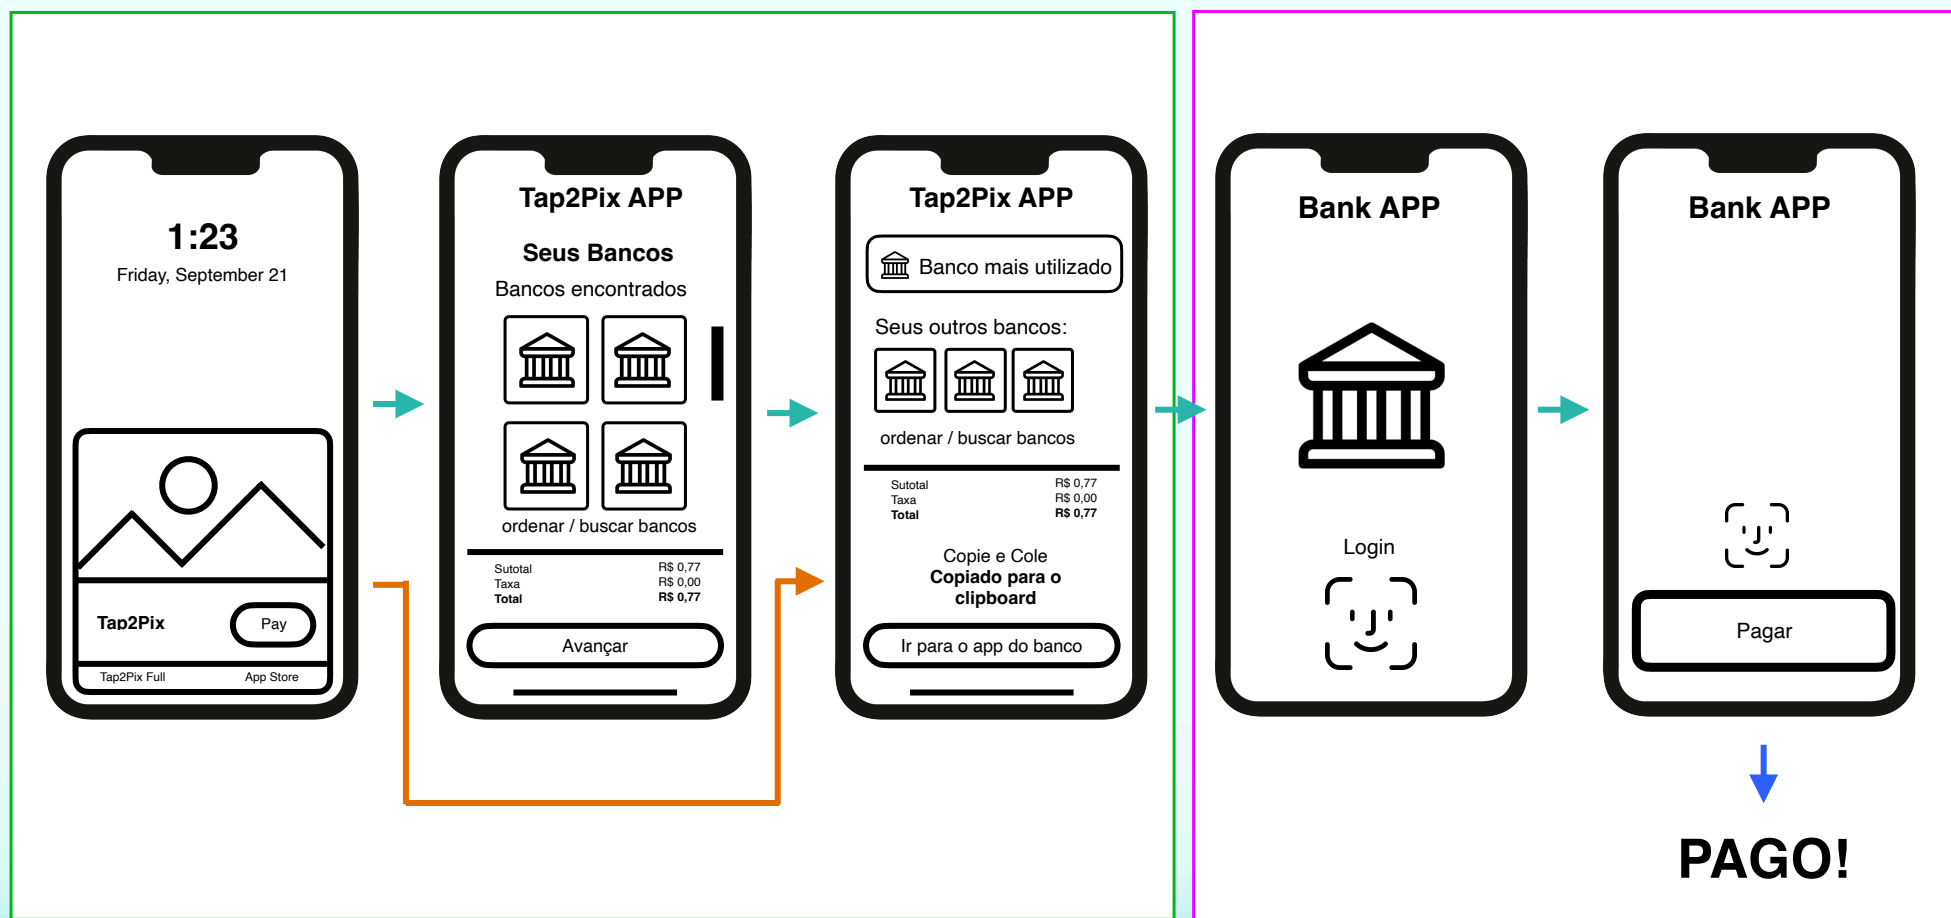 1:23
Friday, September 21
Tap2Pix
Pay
Tap2Pix Full
App Store
Tap2Pix APP
Seus Bancos
Bancos encontrados
ordenar / buscar bancos
Sutotal R$ 0,77
Taxa R$ 0,00
Total R$ 0,77
Avançar
Tap2Pix APP
Banco mais utilizado
Seus outros bancos:
ordenar / buscar bancos
Sutotal R$ 0,77
Taxa R$ 0,00
Total R$ 0,77
Copie e Cole
Copiado para o
clipboard
Ir para o app do banco
Bank APP
Login
Bank APP
Pagar
PAGO!